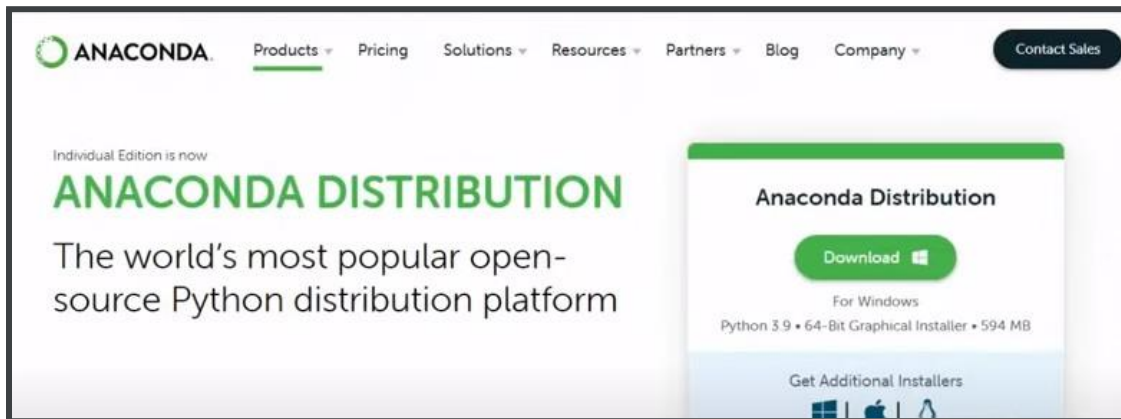 ANACONDA.
Products
Pricing
Solutions
Resources
Partners
Blog
Company
Contact Sales
Individual Edition is now
ANACONDA DISTRIBUTION
The world's most popular open-
source Python distribution platform
Anaconda Distribution
Download
For Windows
Python 3.9 • 64-Bit Graphical Installer • 594 MB
Get Additional Installers